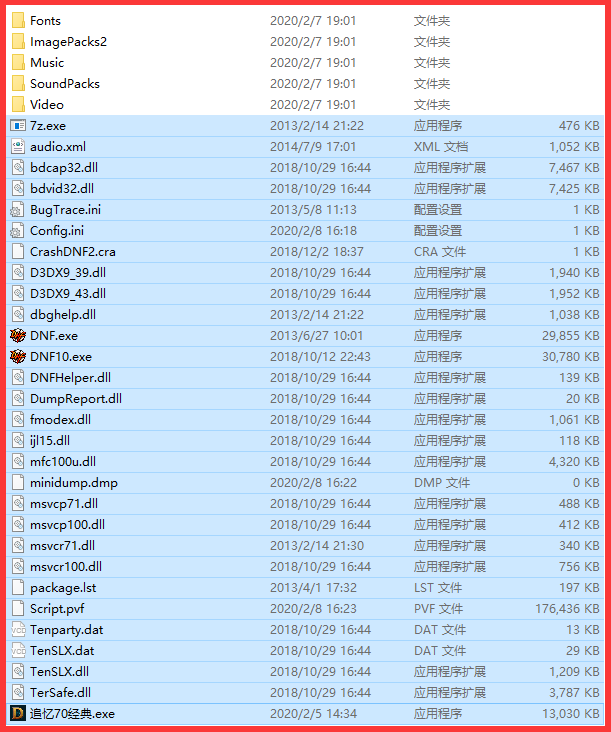 Fonts 2020/2/7 19:01 文件夹
ImagePacks2 2020/2/7 19:01 文件夹
Music 2020/2/7 19:01 文件夹
SoundPacks 2020/2/7 19:01 文件夹
Video 2020/2/7 19:01 文件夹
7z.exe 2013/2/14 21:22 应用程序 476 KB
audio.xml 2014/7/9 17:01 XML 文档 1,052 KB
bdcap32.dll 2018/10/29 16:44 应用程序扩展 7,467 KB
bdvid32.dll 2018/10/29 16:44 应用程序扩展 7,425 KB
BugTrace.ini 2013/5/8 11:13 配置设置 1 KB
Config.ini 2020/2/8 16:18 配置设置 1 KB
CrashDNF2.cra 2018/12/2 18:37 CRA 文件 1 KB
D3DX9_39.dll 2018/10/29 16:44 应用程序扩展 1,940 KB
D3DX9_43.dll 2018/10/29 16:44 应用程序扩展 1,952 KB
dbghelp.dll 2013/2/14 21:22 应用程序扩展 1,038 KB
DNF.exe 2013/6/27 10:01 应用程序 29,855 KB
DNF10.exe 2018/10/12 22:43 应用程序 30,780 KB
DNFHelper.dll 2018/10/29 16:44 应用程序扩展 139 KB
DumpReport.dll 2018/10/29 16:44 应用程序扩展 20 KB
fmodex.dll 2018/10/29 16:44 应用程序扩展 1,061 KB
ijl15.dll 2018/10/29 16:44 应用程序扩展 118 KB
mfc100u.dll 2018/10/29 16:44 应用程序扩展 4,320 KB
minidump.dmp 2020/2/8 16:22 DMP 文件 0 KB
msvcp71.dll 2018/10/29 16:44 应用程序扩展 488 KB
msvcp100.dll 2018/10/29 16:44 应用程序扩展 412 KB
msvcr71.dll 2013/2/14 21:30 应用程序扩展 340 KB
msvcr100.dll 2018/10/29 16:44 应用程序扩展 756 KB
package.lst 2013/4/1 17:32 LST 文件 197 KB
Script.pvf 2020/2/8 16:23 PVF 文件 176,436 KB
Tenparty.dat 2018/10/29 16:44 DAT 文件 13 KB
TenSLX.dat 2018/10/29 16:44 DAT 文件 29 KB
TenSLX.dll 2018/10/29 16:44 应用程序扩展 1,209 KB
TerSafe.dll 2018/10/29 16:44 应用程序扩展 3,787 KB
追忆70经典.exe 2020/2/5 14:34 应用程序 13,030 KB